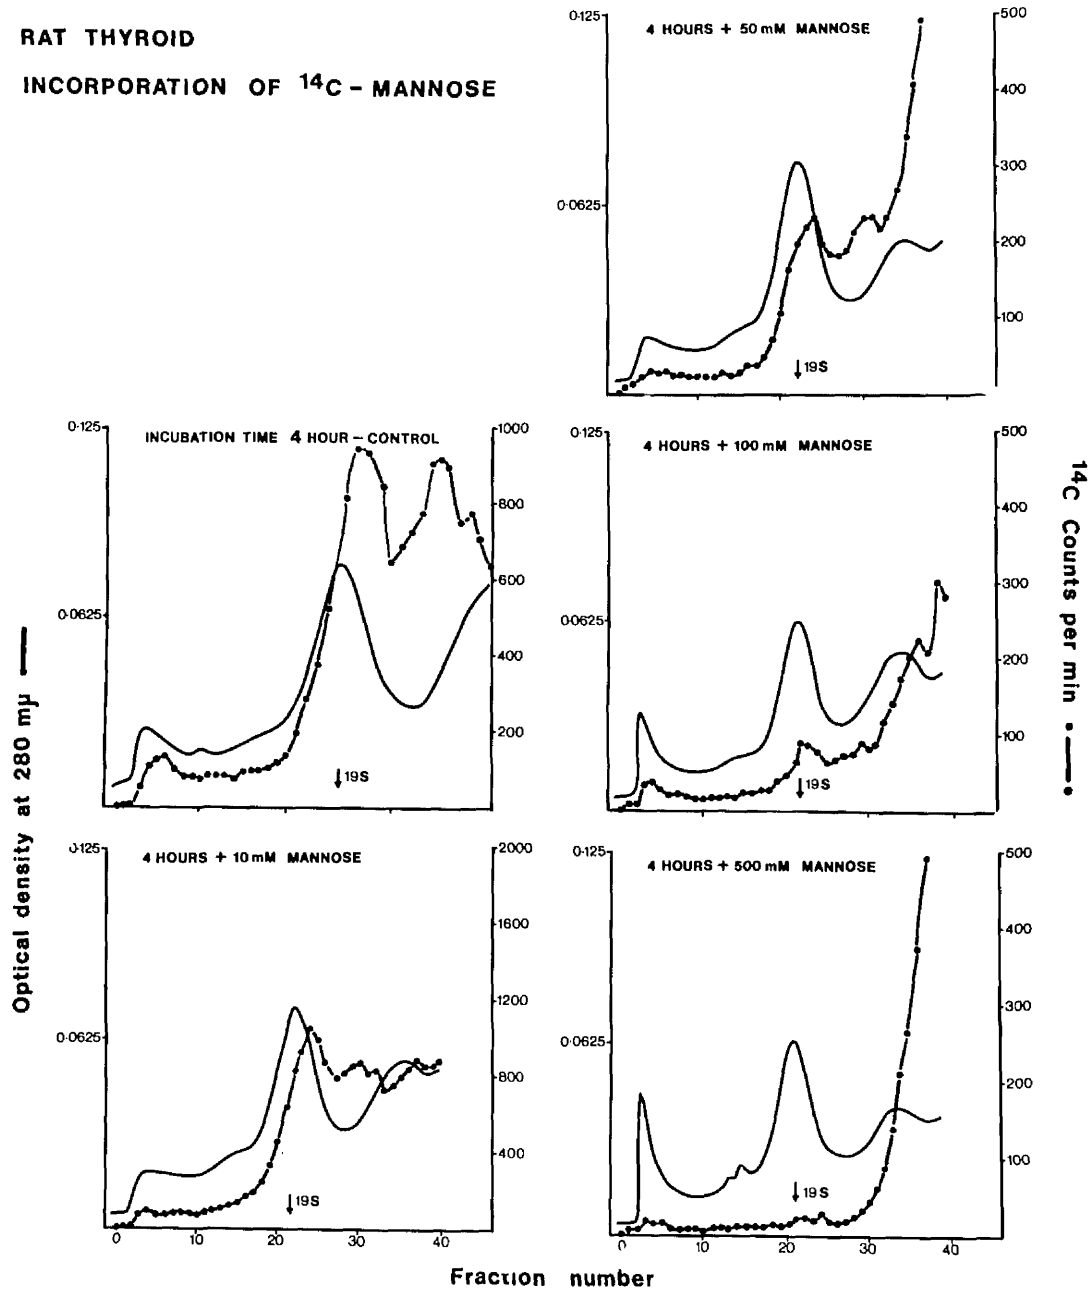 RAT THYROID
INCORPORATION OF 14C - MANNOSE
4 HOURS + 50 mM MANNOSE
0·125
0·0625
500
400
300
200
100
19S
INCUBATION TIME 4 HOUR - CONTROL
0·125
0·0625
1000
800
600
400
200
19S
4 HOURS + 100 mM MANNOSE
0·125
0·0625
500
400
300
200
100
19S
4 HOURS + 10 mM MANNOSE
0·125
0·0625
2000
1600
1200
800
400
19S
0 10 20 30 40
4 HOURS + 500 mM MANNOSE
0·125
0·0625
500
400
300
200
100
19S
0 10 20 30 40
Optical density at 280 mμ
14C Counts per min
Fraction number